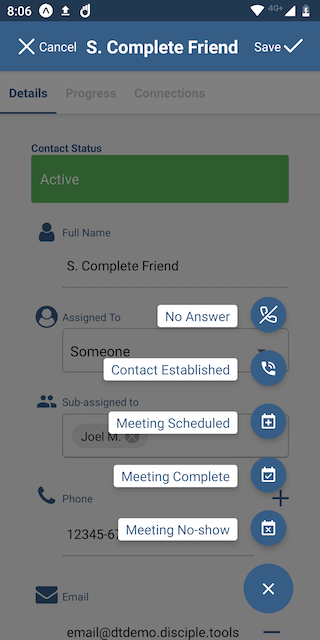 8:06
4G+
Cancel
S. Complete Friend
Save
Details
Progress
Connections
Contact Status
Active
Full Name
S. Complete Friend
Assigned To
No Answer
Someone
Contact Established
Sub-assigned to
Meeting Scheduled
Joel M.
Meeting Complete
Phone
Meeting No-show
Email
email@dtdemo.disciple.tools